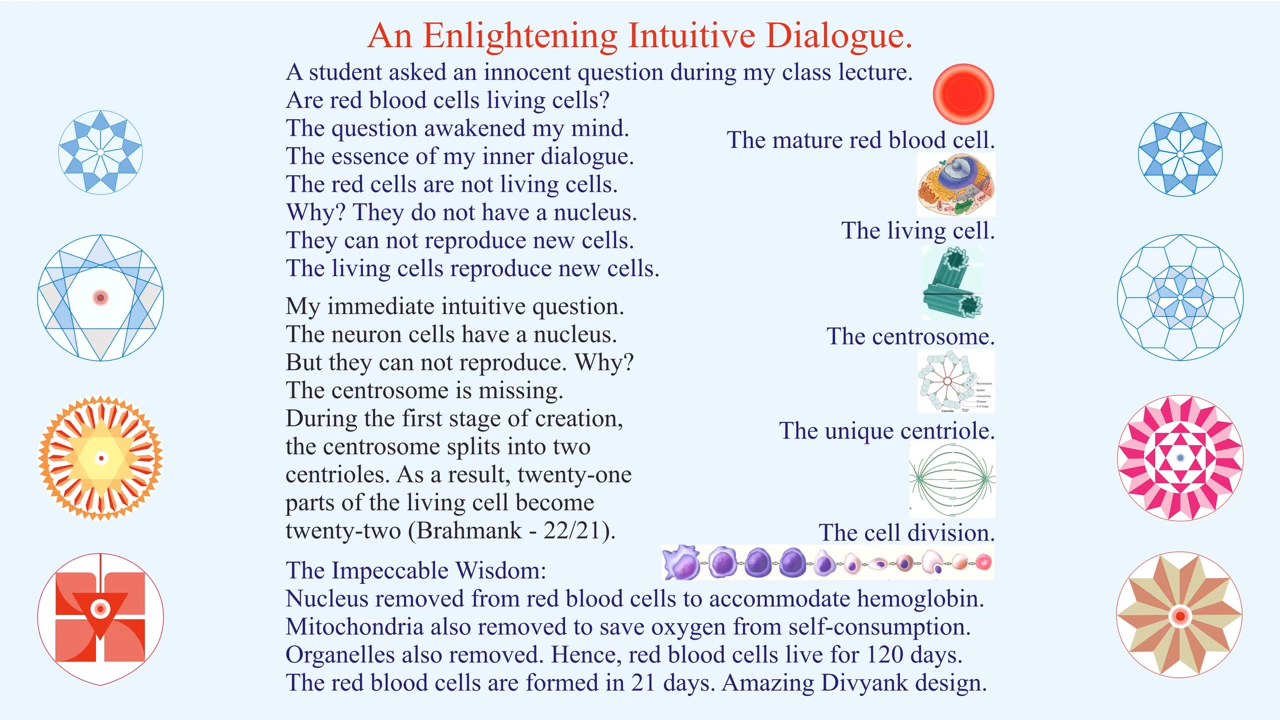 An Enlightening Intuitive Dialogue.
A student asked an innocent question during my class lecture.
Are red blood cells living cells?
The question awakened my mind.
The essence of my inner dialogue.
The red cells are not living cells.
Why? They do not have a nucleus.
They can not reproduce new cells.
The living cells reproduce new cells.
My immediate intuitive question.
The neuron cells have a nucleus.
But they can not reproduce. Why?
The centrosome is missing.
During the first stage of creation,
the centrosome splits into two
centrioles. As a result, twenty-one
parts of the living cell become
twenty-two (Brahmank - 22/21).
The mature red blood cell.
The living cell.
The centrosome.
The unique centriole.
The cell division.
The Impeccable Wisdom:
Nucleus removed from red blood cells to accommodate hemoglobin.
Mitochondria also removed to save oxygen from self-consumption.
Organelles also removed. Hence, red blood cells live for 120 days.
The red blood cells are formed in 21 days. Amazing Divyank design.